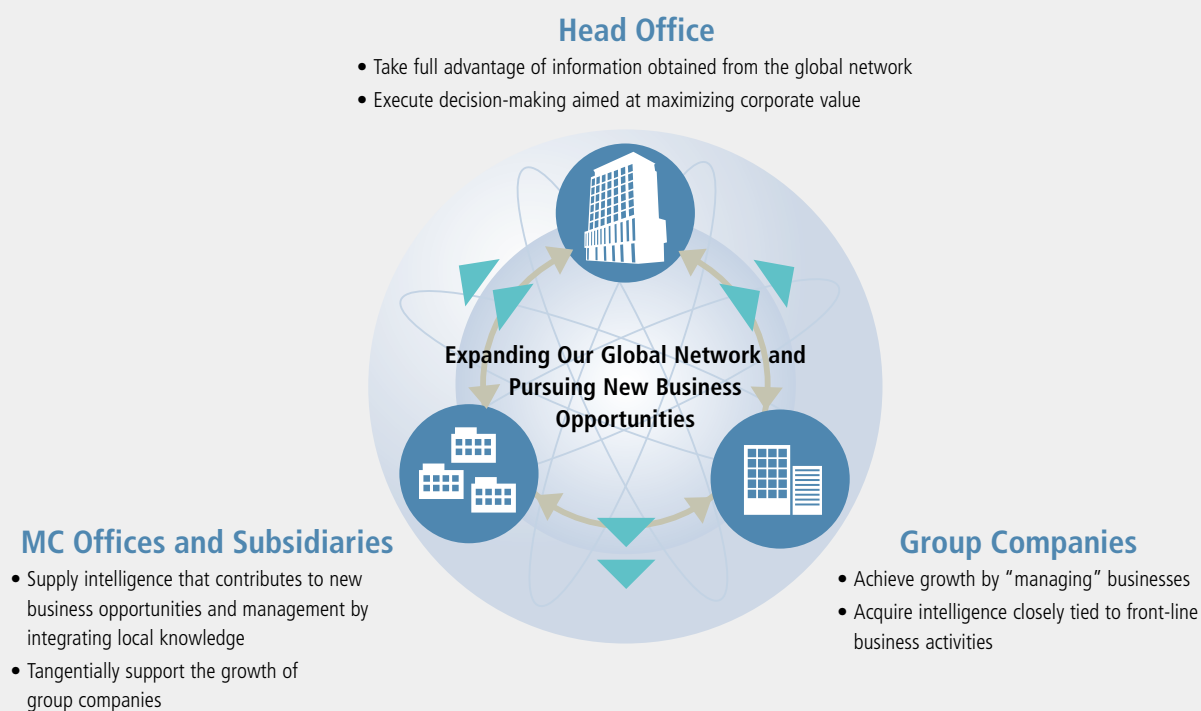 Head Office
• Take full advantage of information obtained from the global network
• Execute decision-making aimed at maximizing corporate value
Expanding Our Global Network and
Pursuing New Business
Opportunities
MC Offices and Subsidiaries
• Supply intelligence that contributes to new
business opportunities and management by
integrating local knowledge
• Tangentially support the growth of
group companies
Group Companies
• Achieve growth by “managing” businesses
• Acquire intelligence closely tied to front-line
business activities